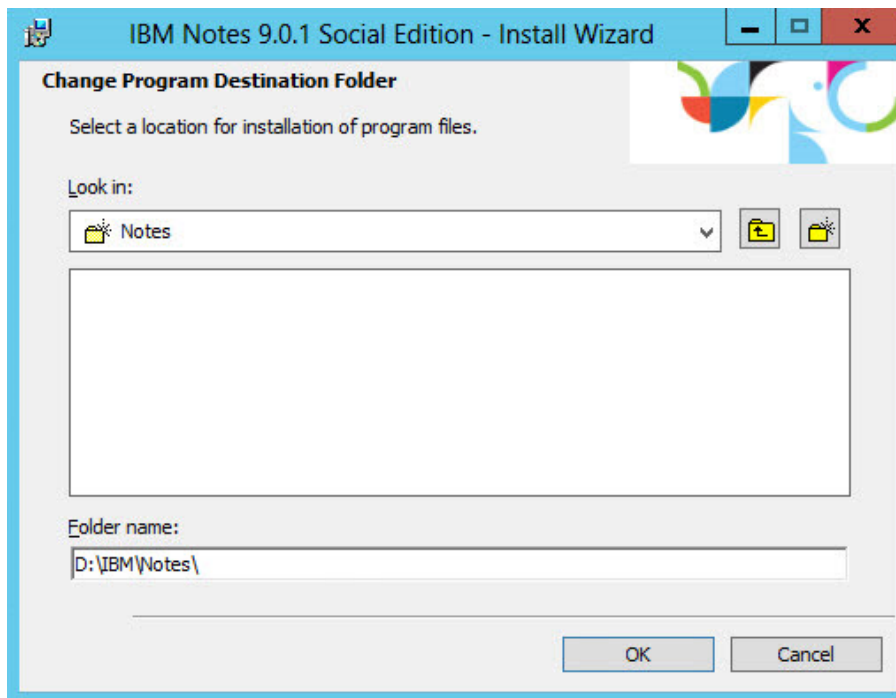 IBM Notes 9.0.1 Social Edition - Install Wizard
Change Program Destination Folder
Select a location for installation of program files.
Look in:
Notes
Folder name:
D:\IBM\Notes\
OK Cancel